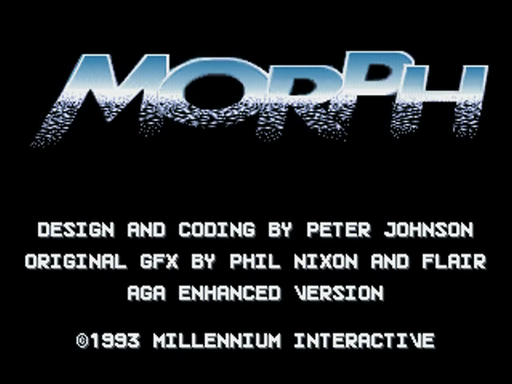 MORPH
DESIGN AND CODING BY PETER JOHNSON
ORIGINAL GFX BY PHIL NIXON AND FLAIR
AGA ENHANCED VERSION
©1993 MILLENNIUM INTERACTIVE